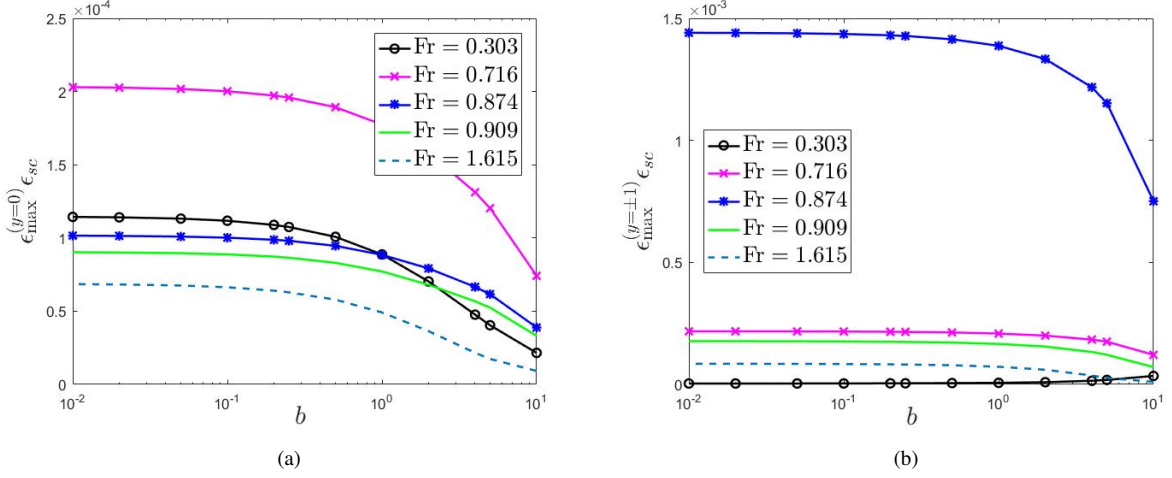 2.5
×10⁻⁴
2
1.5
1
0.5
0
ϵ_max^(y=0) ϵ_sc
Fr = 0.303
Fr = 0.716
Fr = 0.874
Fr = 0.909
Fr = 1.615
10⁻² 10⁻¹ 10⁰ 10¹
b
(a)
1.5
×10⁻³
1
0.5
0
ϵ_max^(y=±1) ϵ_sc
Fr = 0.303
Fr = 0.716
Fr = 0.874
Fr = 0.909
Fr = 1.615
10⁻² 10⁻¹ 10⁰ 10¹
b
(b)